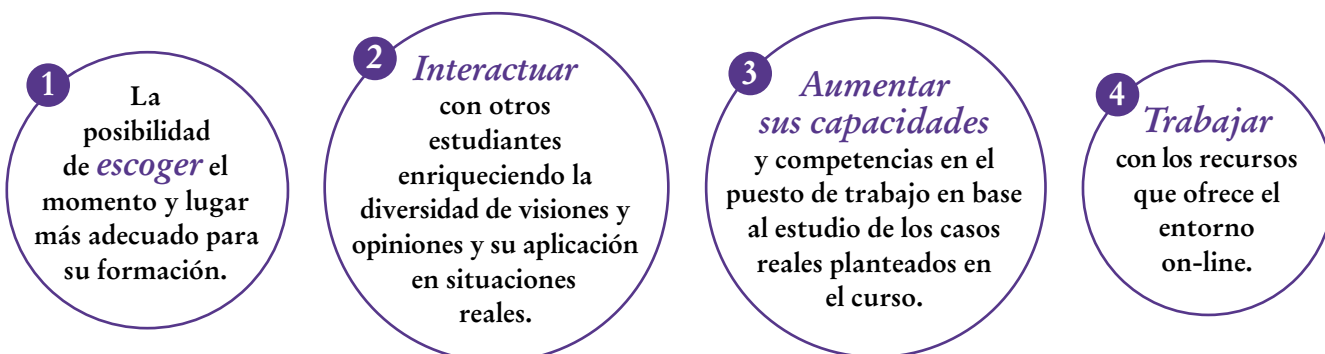 1
La
posibilidad
de escoger el
momento y lugar
más adecuado para
su formación.
2
Interactuar
con otros
estudiantes
enriqueciendo la
diversidad de visiones y
opiniones y su aplicación
en situaciones
reales.
3
Aumentar
sus capacidades
y competencias en el
puesto de trabajo en base
al estudio de los casos
reales planteados en
el curso.
4
Trabajar
con los recursos
que ofrece el
entorno
on-line.